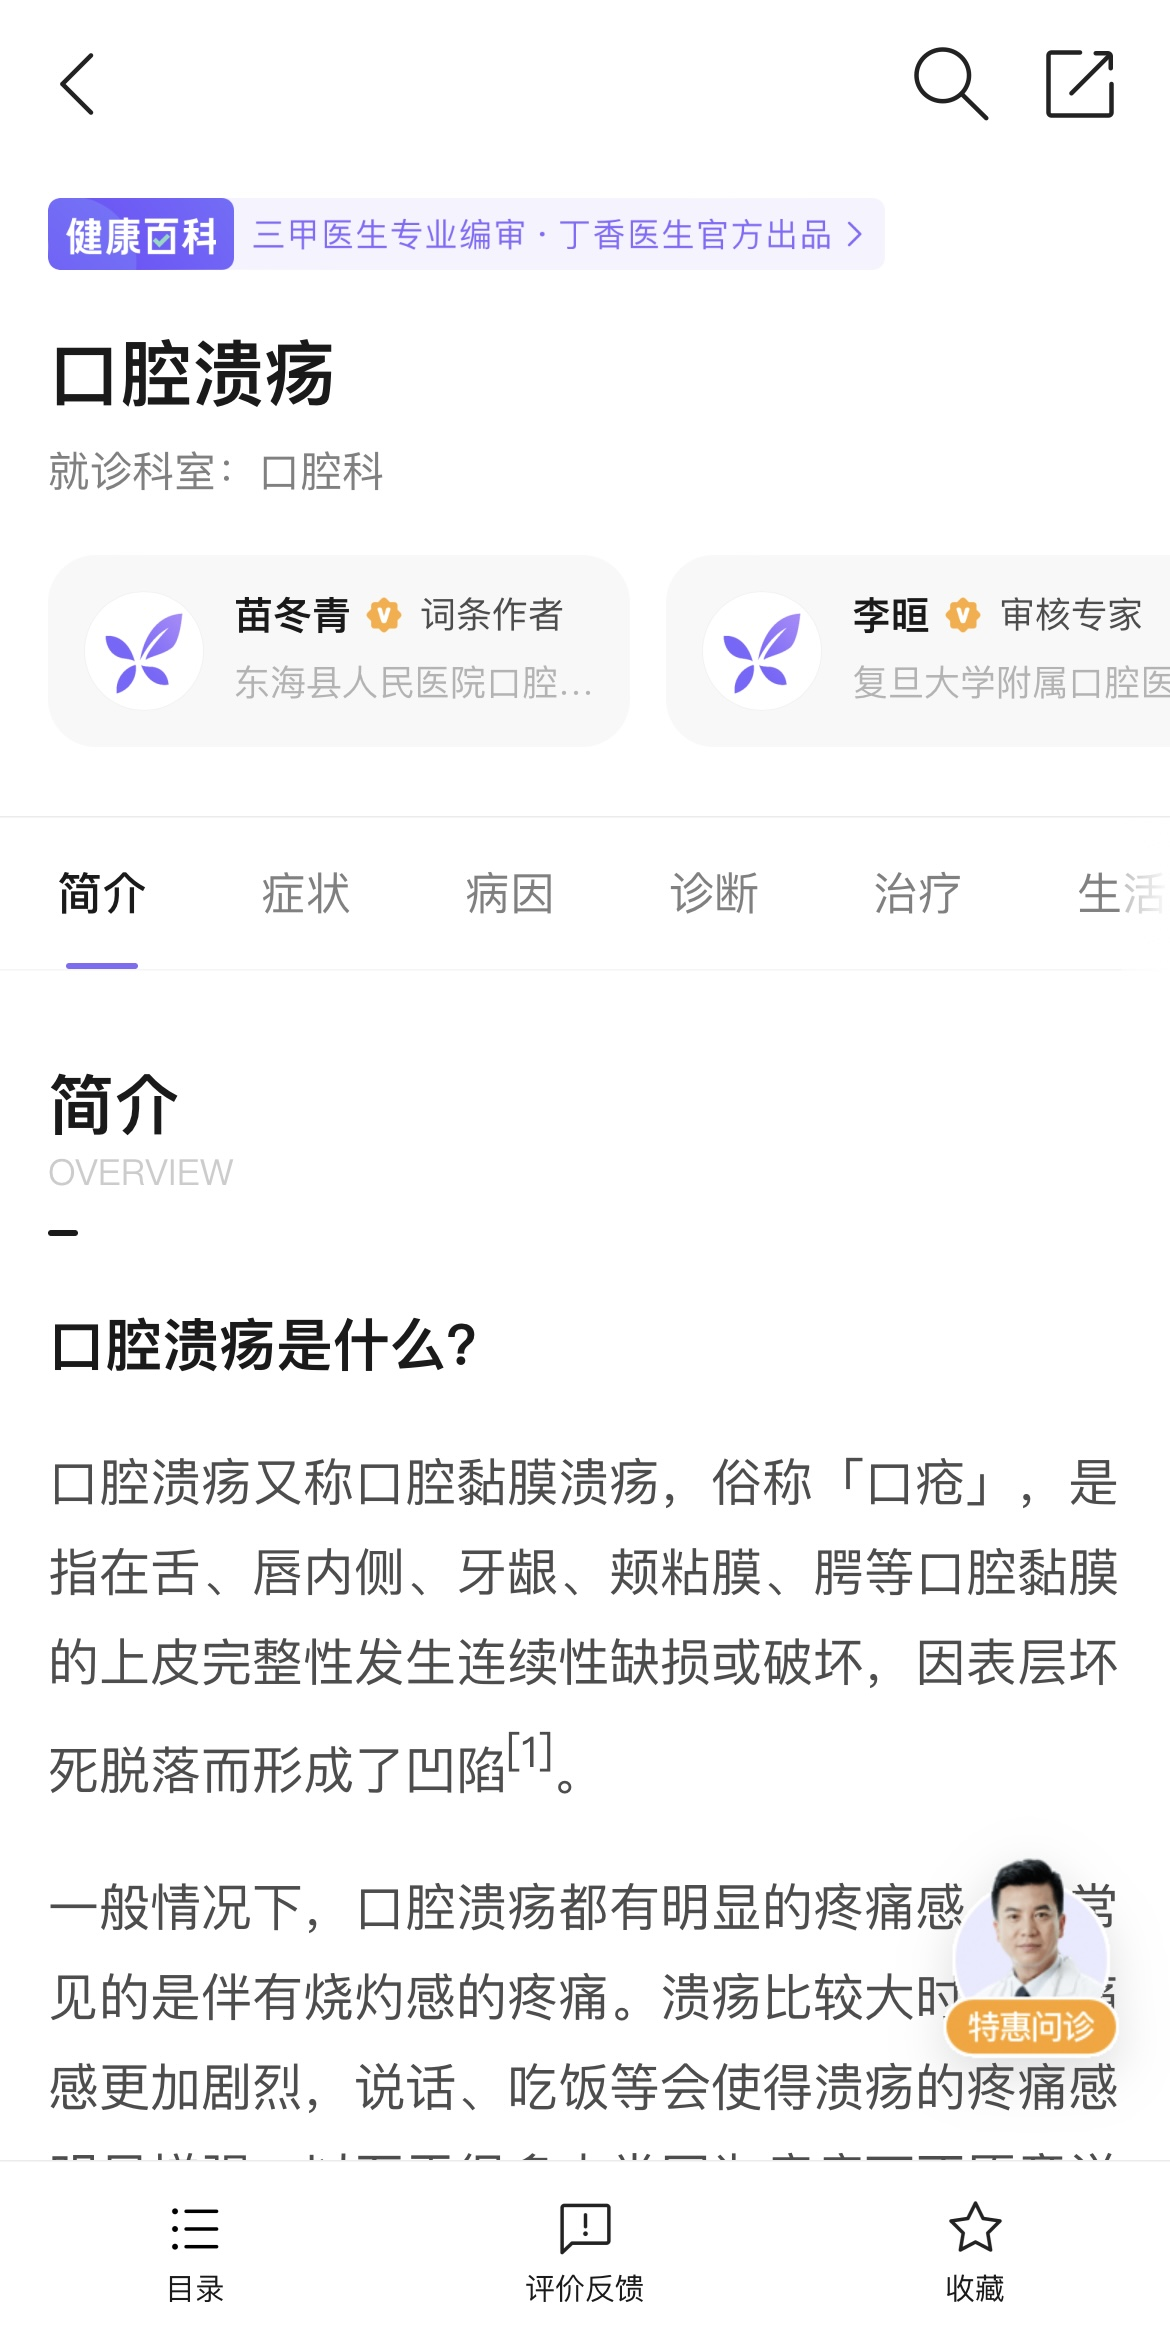 健康百科 三甲医生专业编审 · 丁香医生官方出品
口腔溃疡
就诊科室：口腔科
苗冬青 词条作者
东海县人民医院口腔...
李晅 审核专家
复旦大学附属口腔医
简介 症状 病因 诊断 治疗 生活
简介
OVERVIEW
口腔溃疡是什么？
口腔溃疡又称口腔黏膜溃疡，俗称「口疮」，是
指在舌、唇内侧、牙龈、颊粘膜、腭等口腔黏膜
的上皮完整性发生连续性缺损或破坏，因表层坏
死脱落而形成了凹陷[1]。
一般情况下，口腔溃疡都有明显的疼痛感 常
见的是伴有烧灼感的疼痛。溃疡比较大时
感更加剧烈，说话、吃饭等会使得溃疡的疼痛感
特惠问诊
目录 评价反馈 收藏